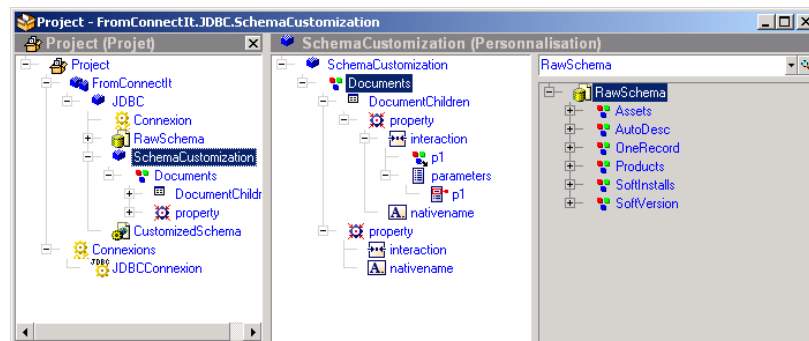 Project - FromConnectIt.JDBC.SchemaCustomization
Project (Projet)
Project
FromConnectIt
JDBC
Connexion
RawSchema
SchemaCustomization
Documents
DocumentChildr
property
CustomizedSchema
Connexions
JDBC
JDBCConnexion
SchemaCustomization (Personnalisation)
SchemaCustomization
Documents
DocumentChildren
property
interaction
p1
parameters
p1
A. nativename
property
interaction
A. nativename
RawSchema
RawSchema
Assets
AutoDesc
OneRecord
Products
SoftInstalls
SoftVersion